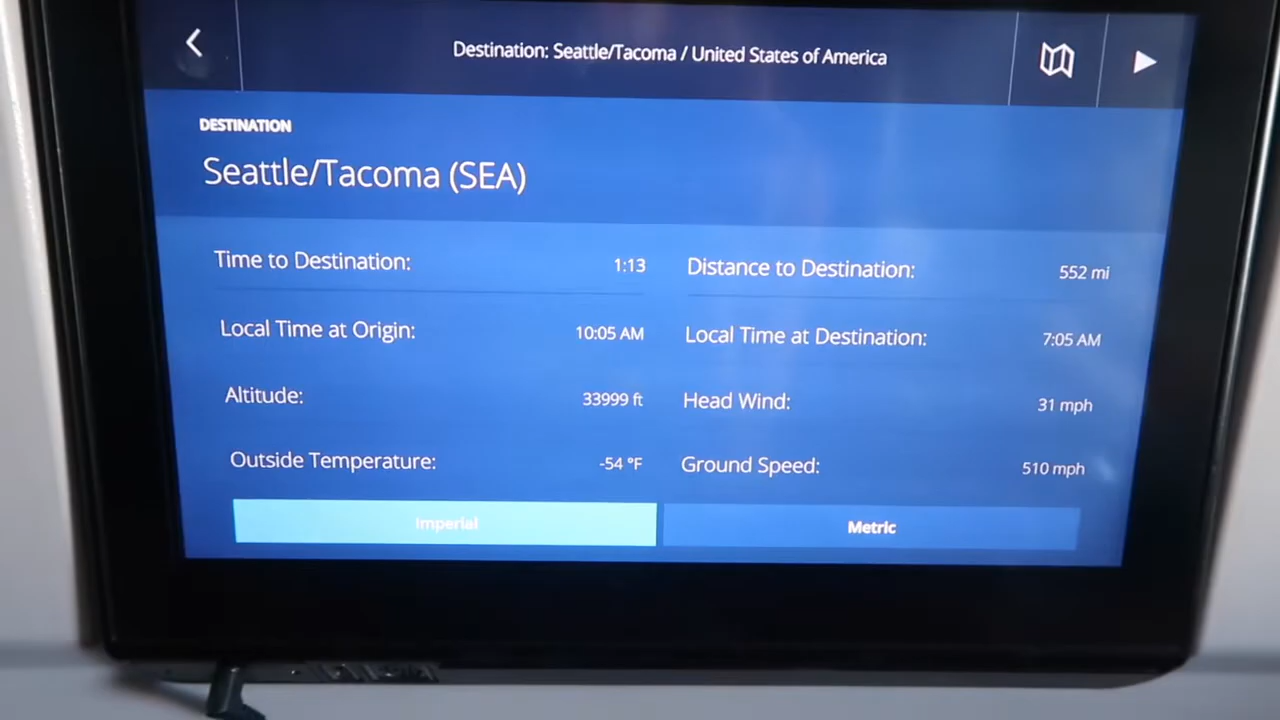 Destination: Seattle/Tacoma / United States of America
DESTINATION
Seattle/Tacoma (SEA)
Time to Destination: 1:13 Distance to Destination: 552 mi
Local Time at Origin: 10:05 AM Local Time at Destination: 7:05 AM
Altitude: 33999 ft Head Wind: 31 mph
Outside Temperature: -54 °F Ground Speed: 510 mph
Imperial Metric